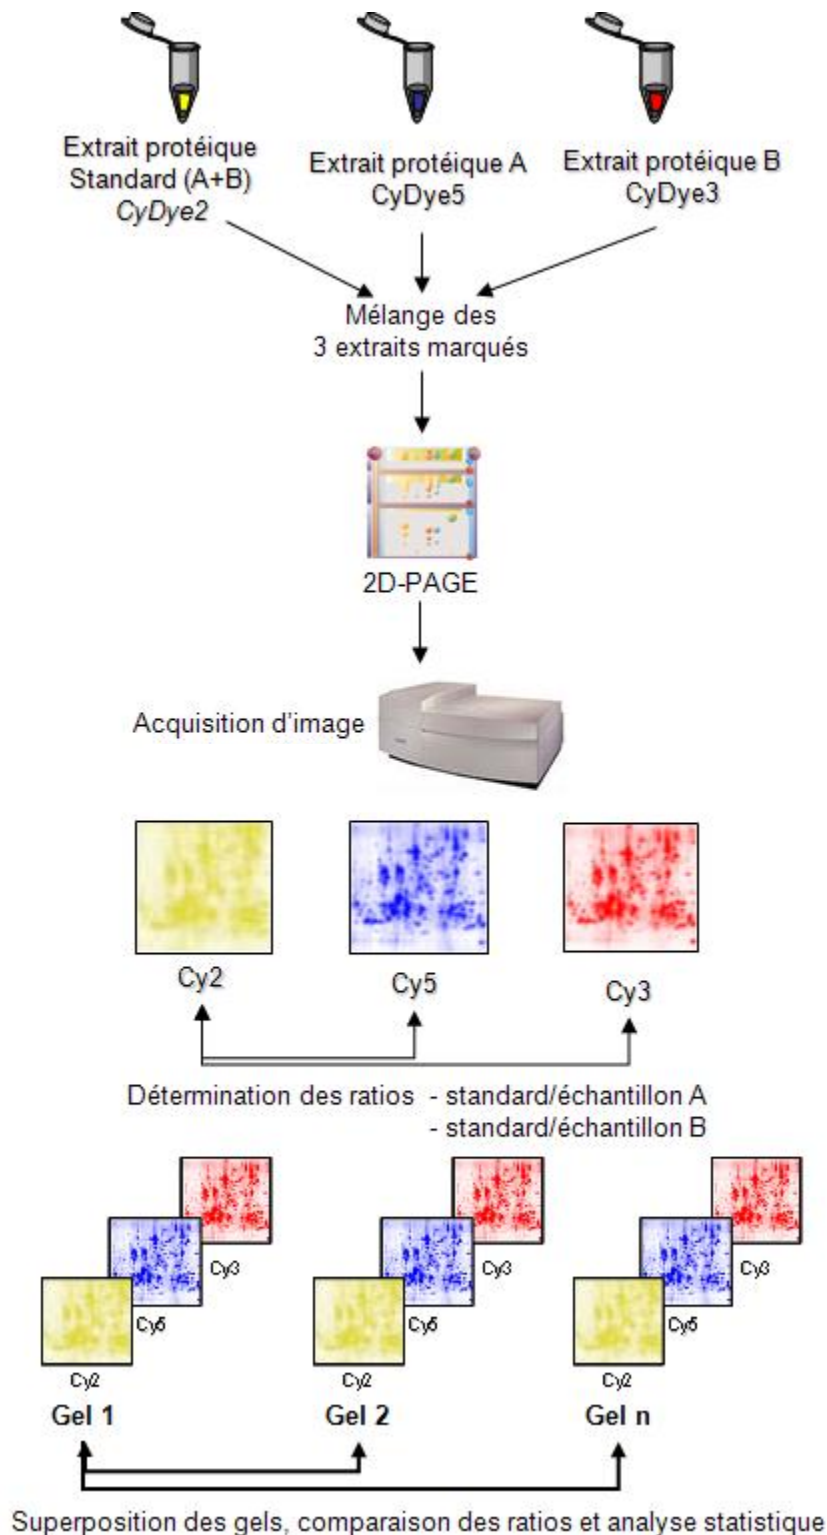 Extrait protéique
Standard (A+B)
CyDye2
Extrait protéique A
CyDye5
Extrait protéique B
CyDye3
Mélange des
3 extraits marqués
2D-PAGE
Acquisition d'image
Cy2
Cy5
Cy3
Détermination des ratios - standard/échantillon A
- standard/échantillon B
Cy3
Cy5
Cy2
Gel 1
Cy3
Cy5
Cy2
Gel 2
Cy3
Cy5
Cy2
Gel n
Superposition des gels, comparaison des ratios et analyse statistique